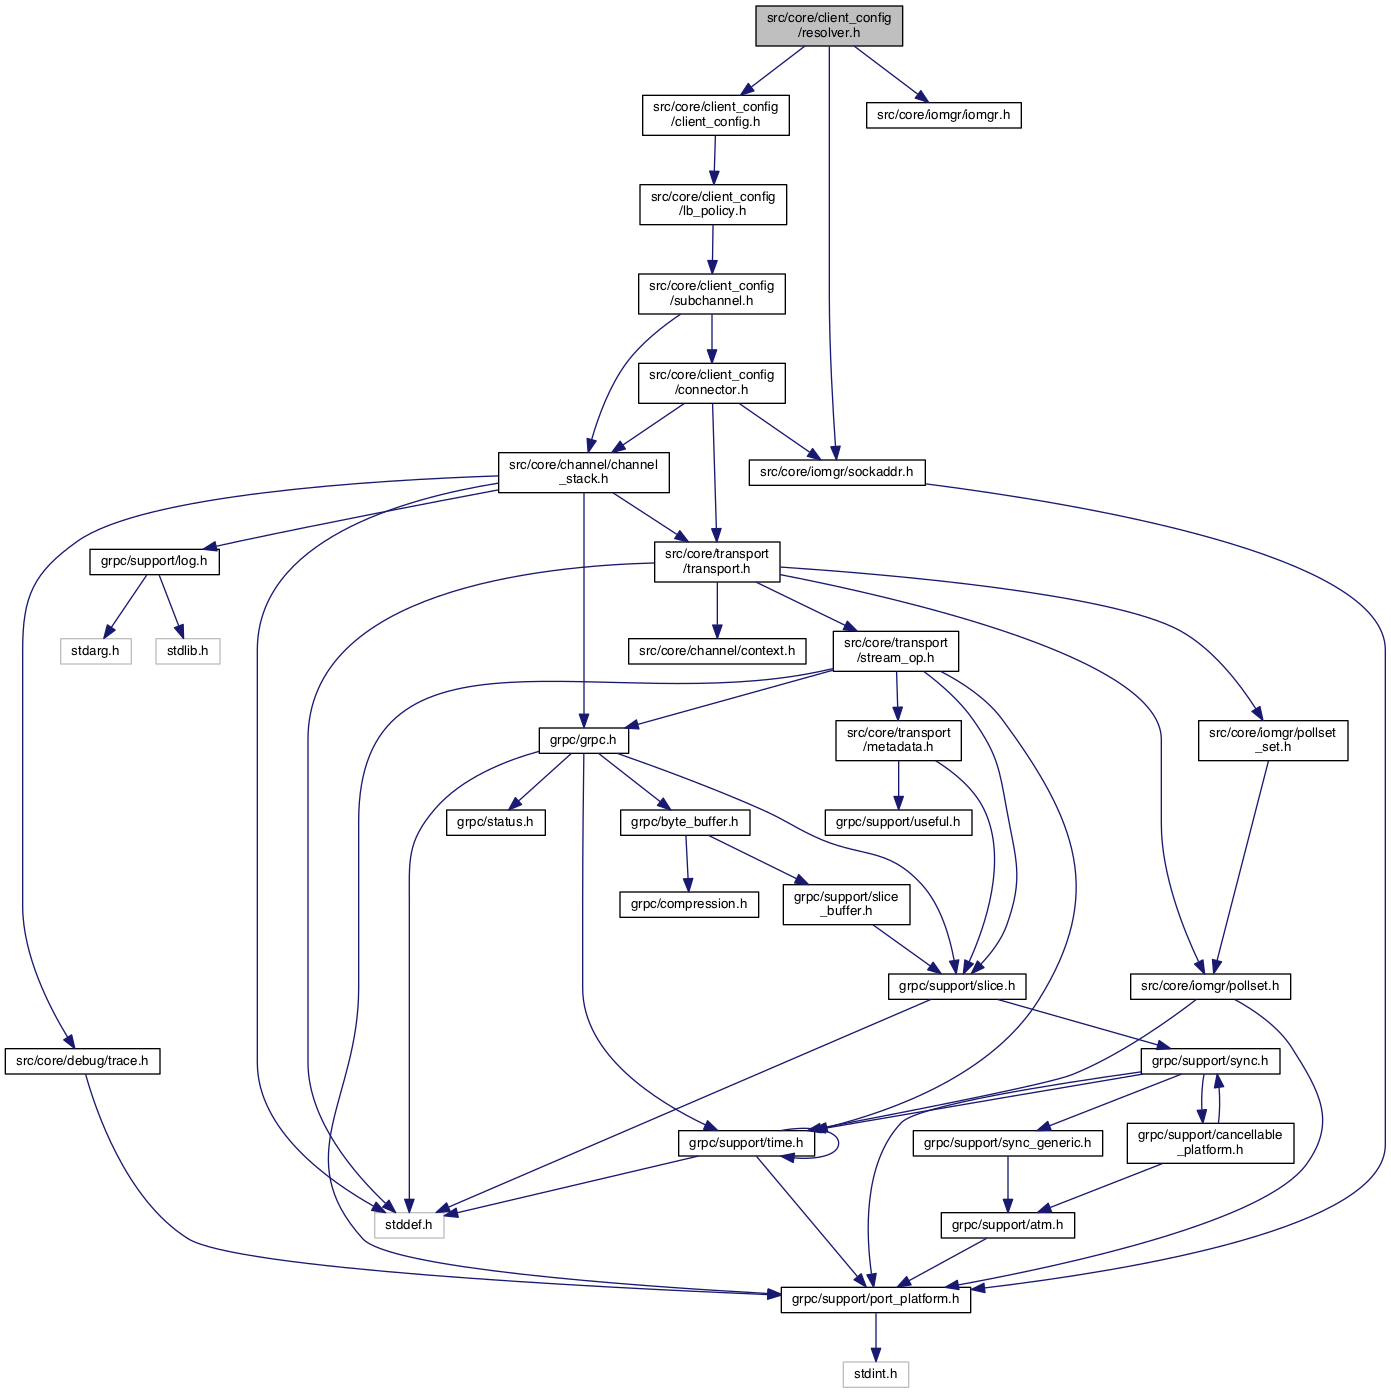 src/core/client_config
/resolver.h
src/core/client_config
/client_config.h
src/core/iomgr/iomgr.h
src/core/client_config
/lb_policy.h
src/core/client_config
/subchannel.h
src/core/client_config
/connector.h
src/core/channel/channel
_stack.h
src/core/iomgr/sockaddr.h
grpc/support/log.h
src/core/transport
/transport.h
stdarg.h
stdlib.h
src/core/channel/context.h
src/core/transport
/stream_op.h
grpc/grpc.h
src/core/transport
/metadata.h
src/core/iomgr/pollset
_set.h
grpc/status.h
grpc/byte_buffer.h
grpc/support/useful.h
grpc/compression.h
grpc/support/slice
_buffer.h
grpc/support/slice.h
src/core/iomgr/pollset.h
src/core/debug/trace.h
grpc/support/sync.h
grpc/support/time.h
grpc/support/sync_generic.h
grpc/support/cancellable
_platform.h
stddef.h
grpc/support/atm.h
grpc/support/port_platform.h
stdint.h